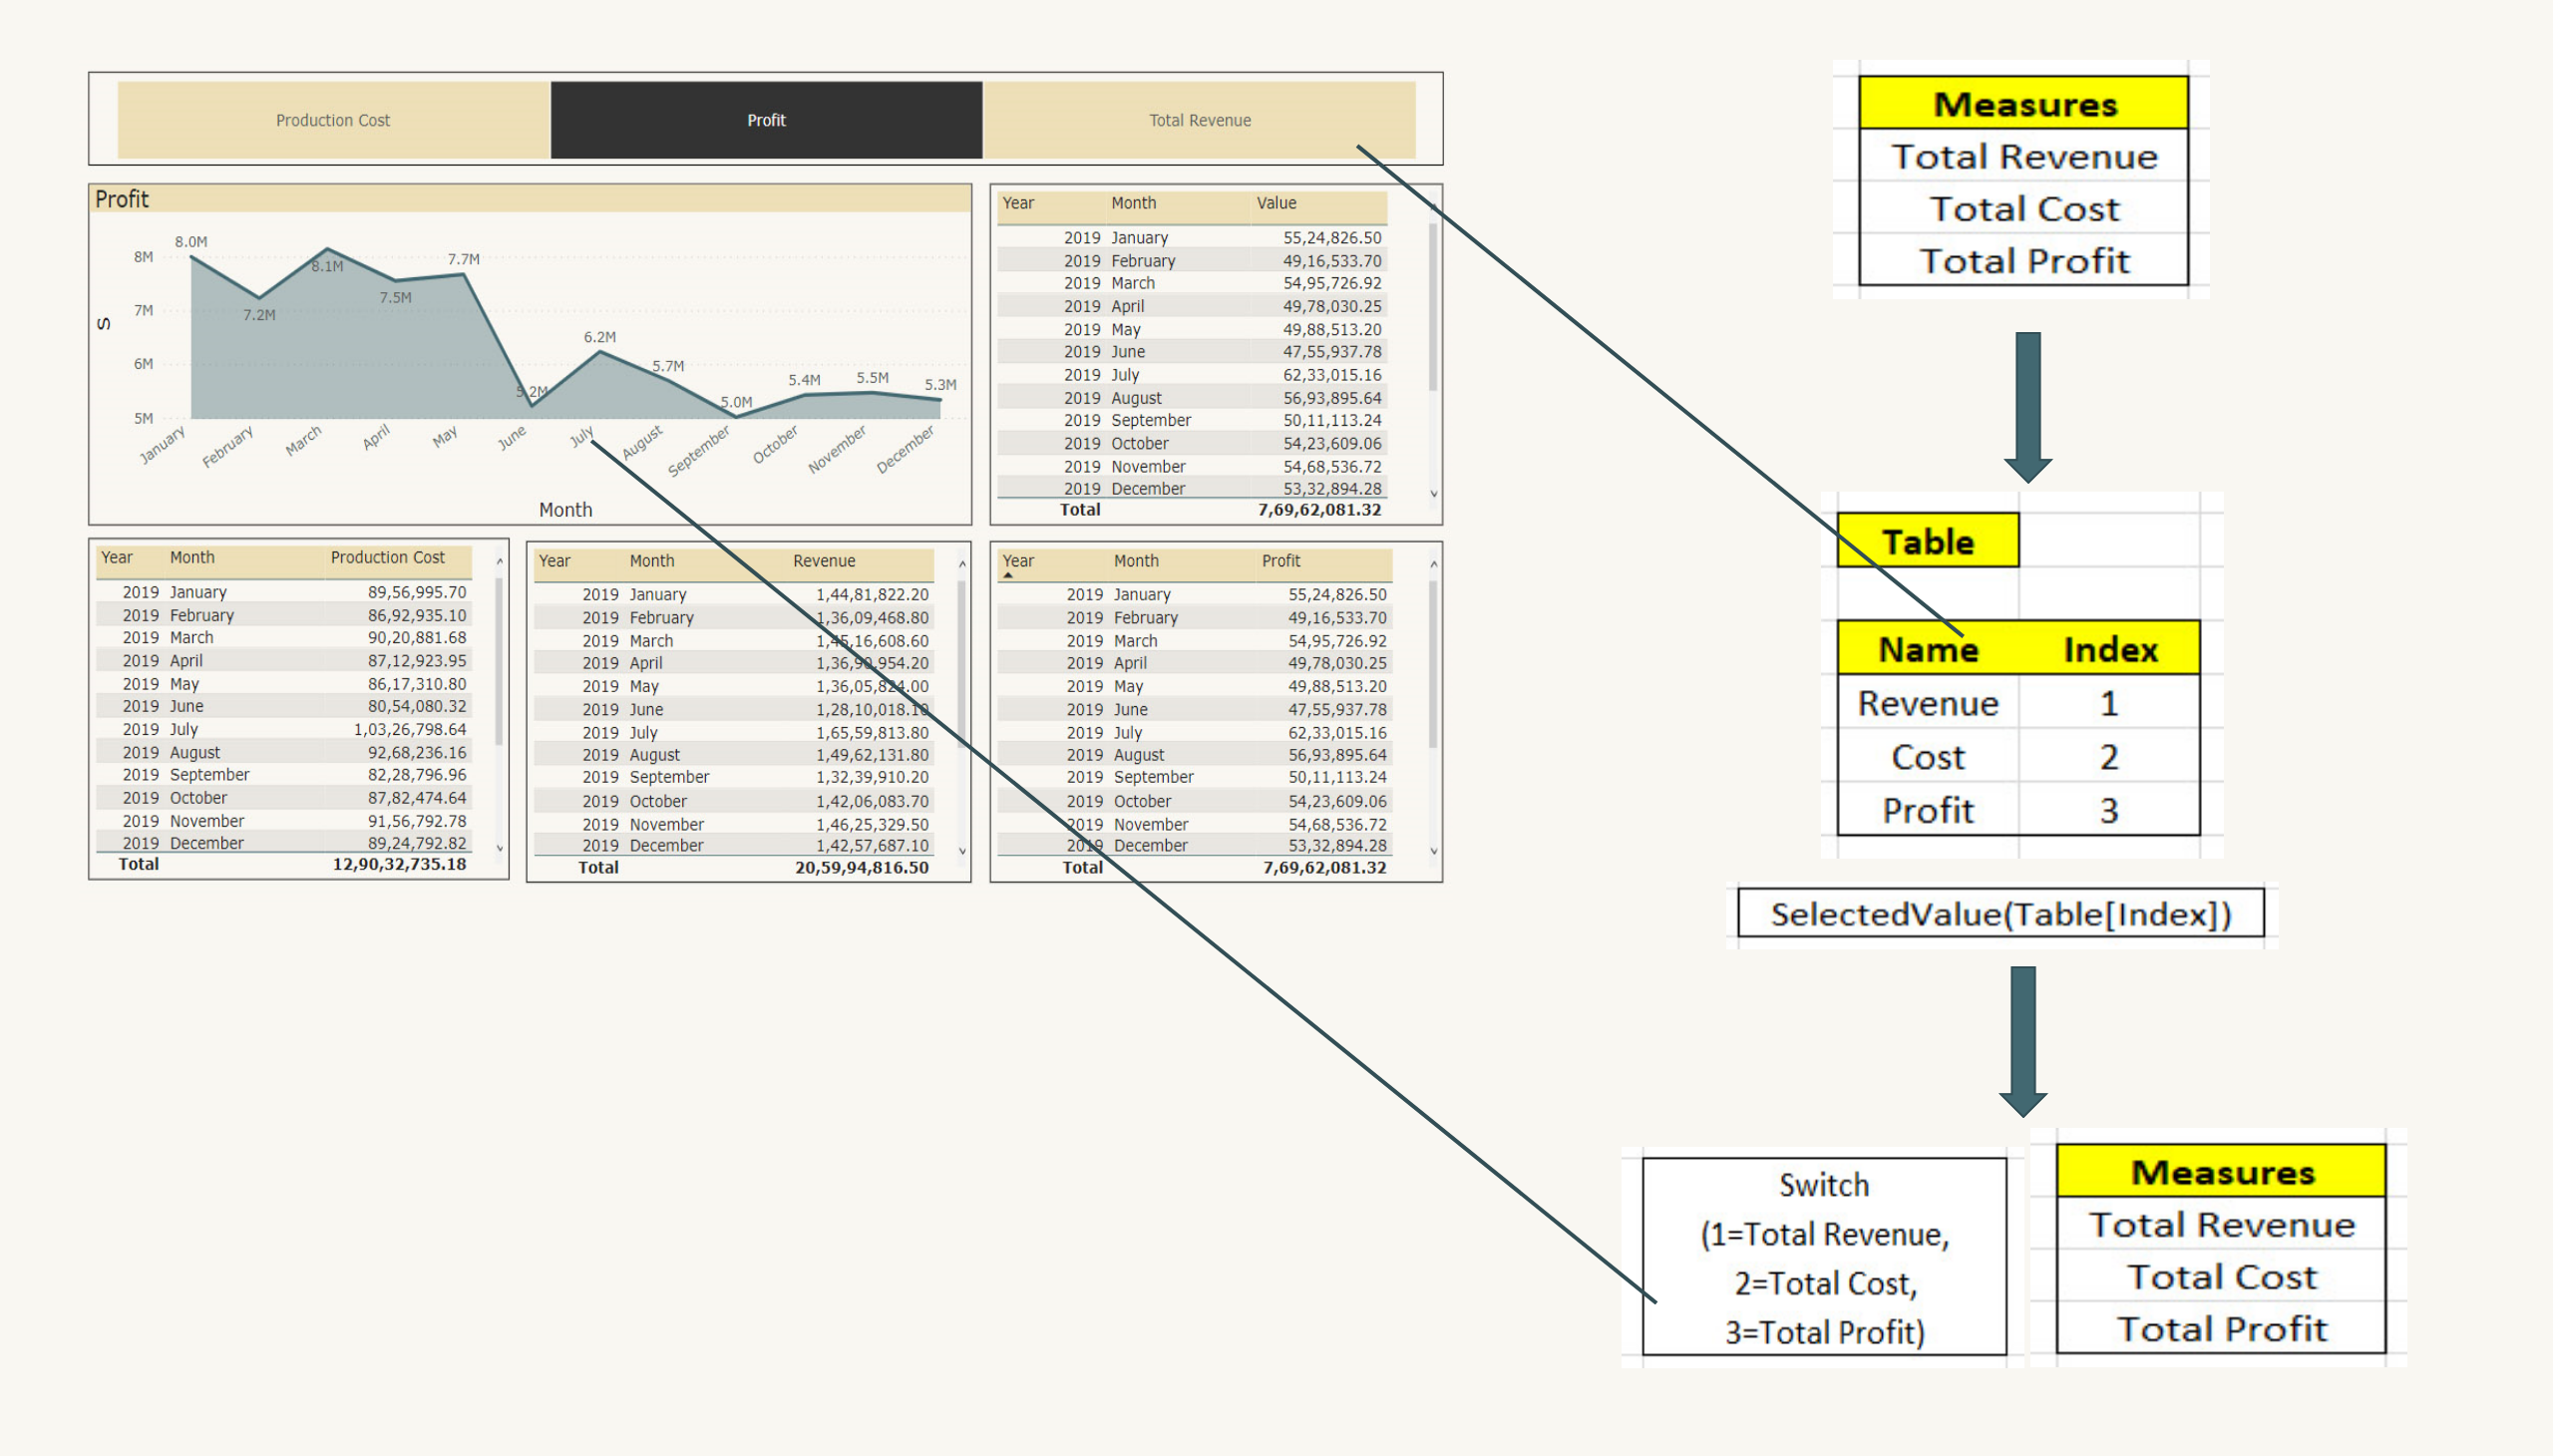 Production Cost Profit Total Revenue
Profit
8M
7M
6M
5M
S
8.0M
7.2M
8.1M
7.5M
7.7M
5.2M
6.2M
5.7M
5.0M
5.4M
5.5M
5.3M
January February March April May June July August September October November December
Month
Year Month Value
2019 January 55,24,826.50
2019 February 49,16,533.70
2019 March 54,95,726.92
2019 April 49,78,030.25
2019 May 49,88,513.20
2019 June 47,55,937.78
2019 July 62,33,015.16
2019 August 56,93,895.64
2019 September 50,11,113.24
2019 October 54,23,609.06
2019 November 54,68,536.72
2019 December 53,32,894.28
Total 7,69,62,081.32
Year Month Production Cost
2019 January 89,56,995.70
2019 February 86,92,935.10
2019 March 90,20,881.68
2019 April 87,12,923.95
2019 May 86,17,310.80
2019 June 80,54,080.32
2019 July 1,03,26,798.64
2019 August 92,68,236.16
2019 September 82,28,796.96
2019 October 87,82,474.64
2019 November 91,56,792.78
2019 December 89,24,792.82
Total 12,90,32,735.18
Year Month Revenue
2019 January 1,44,81,822.20
2019 February 1,36,09,468.80
2019 March 1,45,16,608.60
2019 April 1,36,90,954.20
2019 May 1,36,05,824.00
2019 June 1,28,10,018.10
2019 July 1,65,59,813.80
2019 August 1,49,62,131.80
2019 September 1,32,39,910.20
2019 October 1,42,06,083.70
2019 November 1,46,25,329.50
2019 December 1,42,57,687.10
Total 20,59,94,816.50
Year Month Profit
2019 January 55,24,826.50
2019 February 49,16,533.70
2019 March 54,95,726.92
2019 April 49,78,030.25
2019 May 49,88,513.20
2019 June 47,55,937.78
2019 July 62,33,015.16
2019 August 56,93,895.64
2019 September 50,11,113.24
2019 October 54,23,609.06
2019 November 54,68,536.72
2019 December 53,32,894.28
Total 7,69,62,081.32
Measures
Total Revenue
Total Cost
Total Profit
Table
Name Index
Revenue 1
Cost 2
Profit 3
SelectedValue(Table[Index])
Switch
(1=Total Revenue,
2=Total Cost,
3=Total Profit)
Measures
Total Revenue
Total Cost
Total Profit